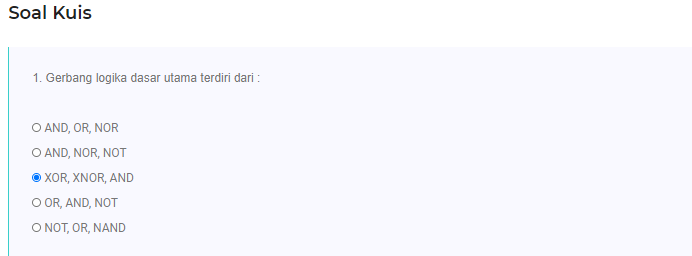 Soal Kuis
1. Gerbang logika dasar utama terdiri dari :
AND, OR, NOR
AND, NOR, NOT
XOR, XNOR, AND
OR, AND, NOT
NOT, OR, NAND